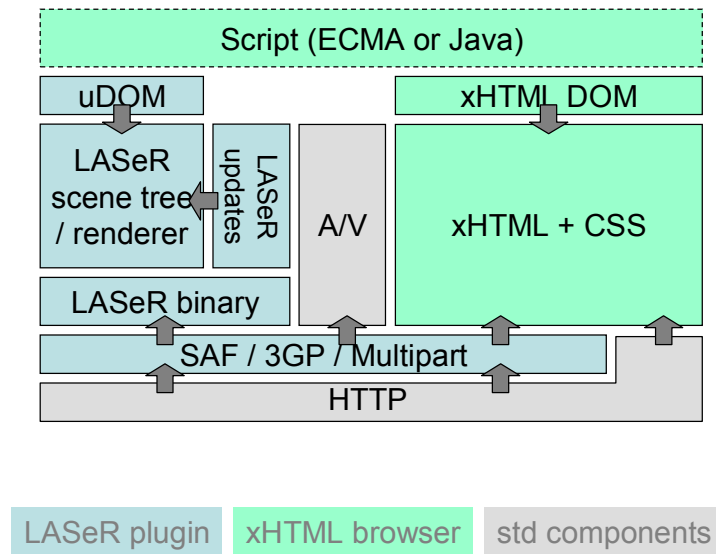 Script (ECMA or Java)
uDOM
xHTML DOM
LASeR
scene tree
/ renderer
LASeR
updates
A/V
xHTML + CSS
LASeR binary
SAF / 3GP / Multipart
HTTP
LASeR plugin
xHTML browser
std components